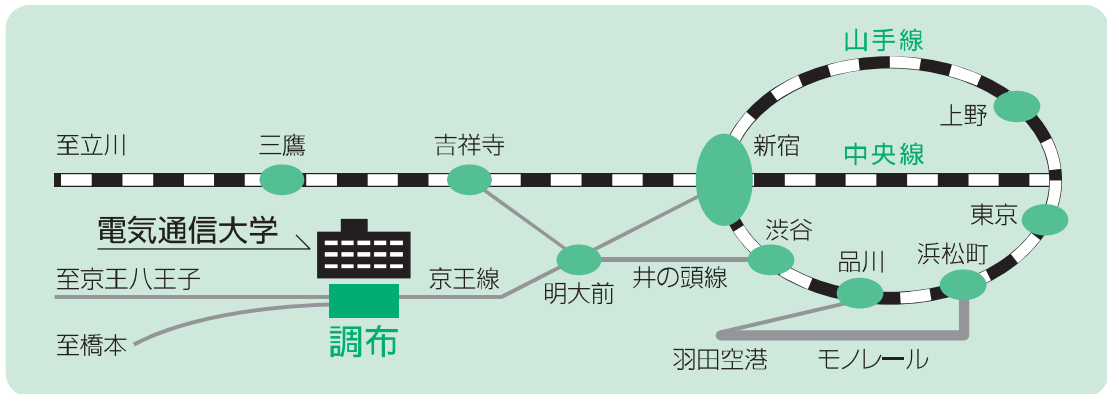 山手線
上野
至立川
三鷹
吉祥寺
新宿
中央線
電気通信大学
東京
渋谷
品川
浜松町
至京王八王子
京王線
明大前
井の頭線
至橋本
調布
羽田空港
モノレール